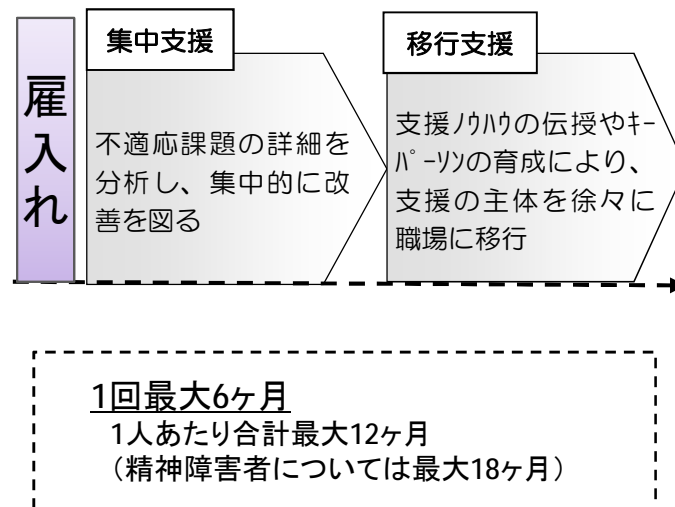 雇入れ
集中支援
不適応課題の詳細を
分析し、集中的に改
善を図る
移行支援
支援ﾉｳﾊｳの伝授やｷｰ
ﾊﾟｰｿﾝの育成により、
支援の主体を徐々に
職場に移行
1回最大6ヶ月
1人あたり合計最大12ヶ月
（精神障害者については最大18ヶ月）